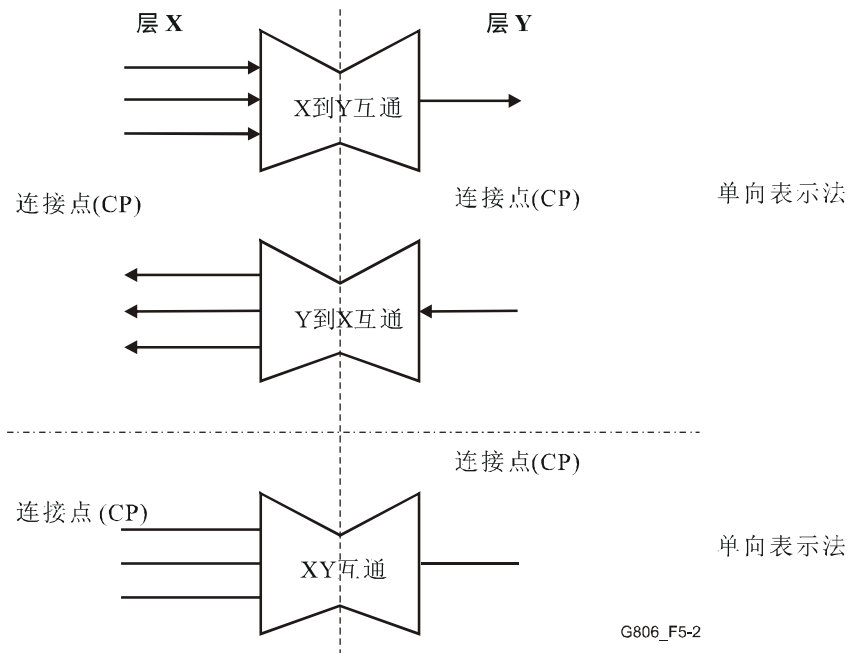 层 X
层 Y
X到Y互通
连接点(CP)
连接点(CP)
单向表示法
Y到X互通
连接点(CP)
连接点 (CP)
XY互通
单向表示法
G806_F5-2